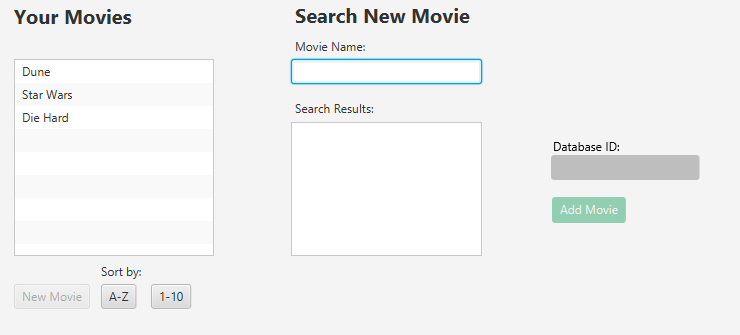 Your Movies
Dune
Star Wars
Die Hard
Sort by:
New Movie
A-Z
1-10
Search New Movie
Movie Name:
Search Results:
Database ID:
Add Movie